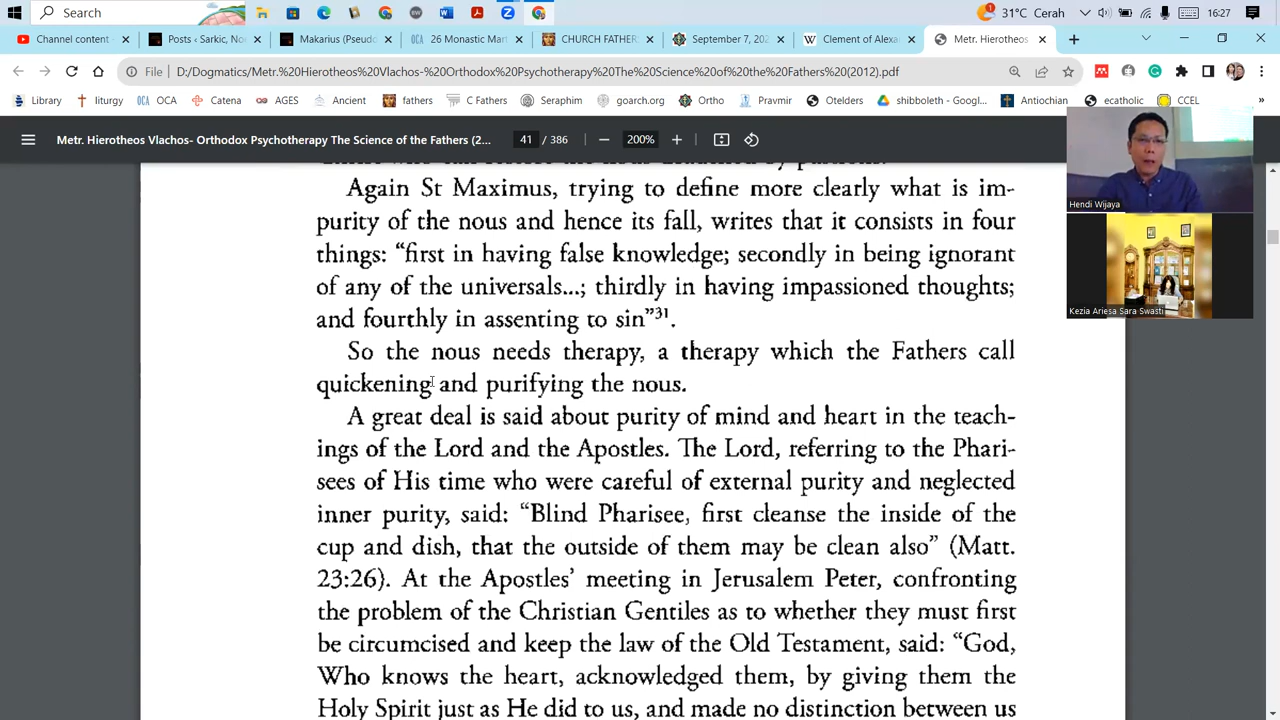 Search
31°C Cerah
16:27
Channel content
Posts ‹ Sarkic, No
Makarius (Pseudo
26 Monastic Mart
CHURCH FATHER
September 7, 202
Clement of Alexa
Metr. Hierotheos
File
D:/Dogmatics/Metr.%20Hierotheos%20Vlachos-%20Orthodox%20Psychotherapy%20The%20Science%20of%20the%20Fathers%20(2012).pdf
Library
liturgy
OCA
Catena
AGES
Ancient
fathers
C Fathers
Seraphim
goarch.org
Ortho
Pravmir
Otelders
shibboleth - Googl...
Antiochian
ecatholic
CCEL
Metr. Hierotheos Vlachos- Orthodox Psychotherapy The Science of the Fathers (2...
41 / 386
200%
Again St Maximus, trying to define more clearly what is im-
purity of the nous and hence its fall, writes that it consists in four
things: “first in having false knowledge; secondly in being ignorant
of any of the universals...; thirdly in having impassioned thoughts;
and fourthly in assenting to sin”31.
So the nous needs therapy, a therapy which the Fathers call
quickening and purifying the nous.
A great deal is said about purity of mind and heart in the teach-
ings of the Lord and the Apostles. The Lord, referring to the Phari-
sees of His time who were careful of external purity and neglected
inner purity, said: “Blind Pharisee, first cleanse the inside of the
cup and dish, that the outside of them may be clean also” (Matt.
23:26). At the Apostles’ meeting in Jerusalem Peter, confronting
the problem of the Christian Gentiles as to whether they must first
be circumcised and keep the law of the Old Testament, said: “God,
Who knows the heart, acknowledged them, by giving them the
Holy Spirit just as He did to us, and made no distinction between us
Hendi Wijaya
Kezia Ariesa Sara Swasti